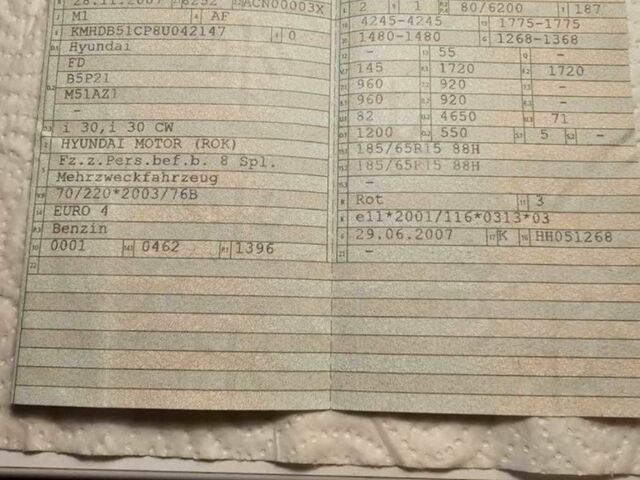 28.11.2007 8252 ACN00003X
M1 AF
KMHDB51CP8U042147 0
Hyundai
FD
B5P21
M51AZ1
-
i 30,i 30 CW
HYUNDAI MOTOR (ROK)
Fz.z.Pers.bef.b. 8 Spl.
Mehrzweckfahrzeug
70/220*2003/76B
EURO 4
Benzin
0001 0462 1396
22
2 1 80/6200 187
4245-4245 1775-1775
1480-1480 1268-1368
- 55 -
145 1720 1720
960 920
960 920 -
82 4650 71
1200 550 5 -
185/65R15 88H
185/65R15 88H
-
Rot 3
e11*2001/116*0313*03
29.06.2007 K HH051268
-